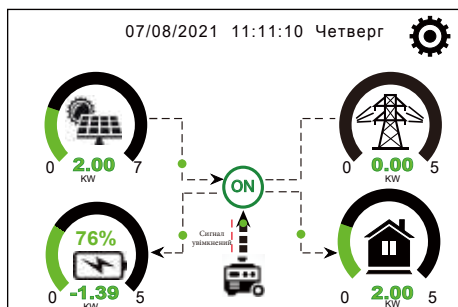 07/08/2021 11:11:10 Четверг
0 2.00 7
KW
0 0.00 5
KW
ON
76%
Сигнал
увімкнений
0 -1.39 5
KW
0 2.00 5
KW